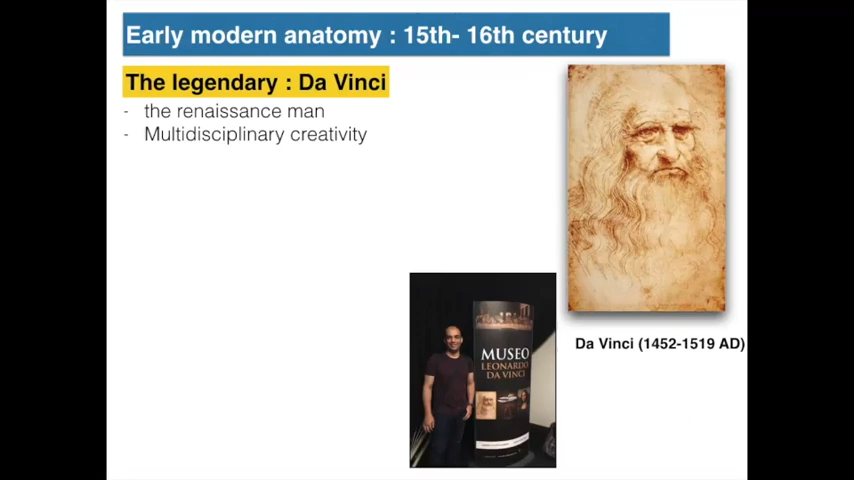 Early modern anatomy : 15th- 16th century
The legendary : Da Vinci
- the renaissance man
- Multidisciplinary creativity
Da Vinci (1452-1519 AD)
MUSEO
LEONARDO
DA VINCI